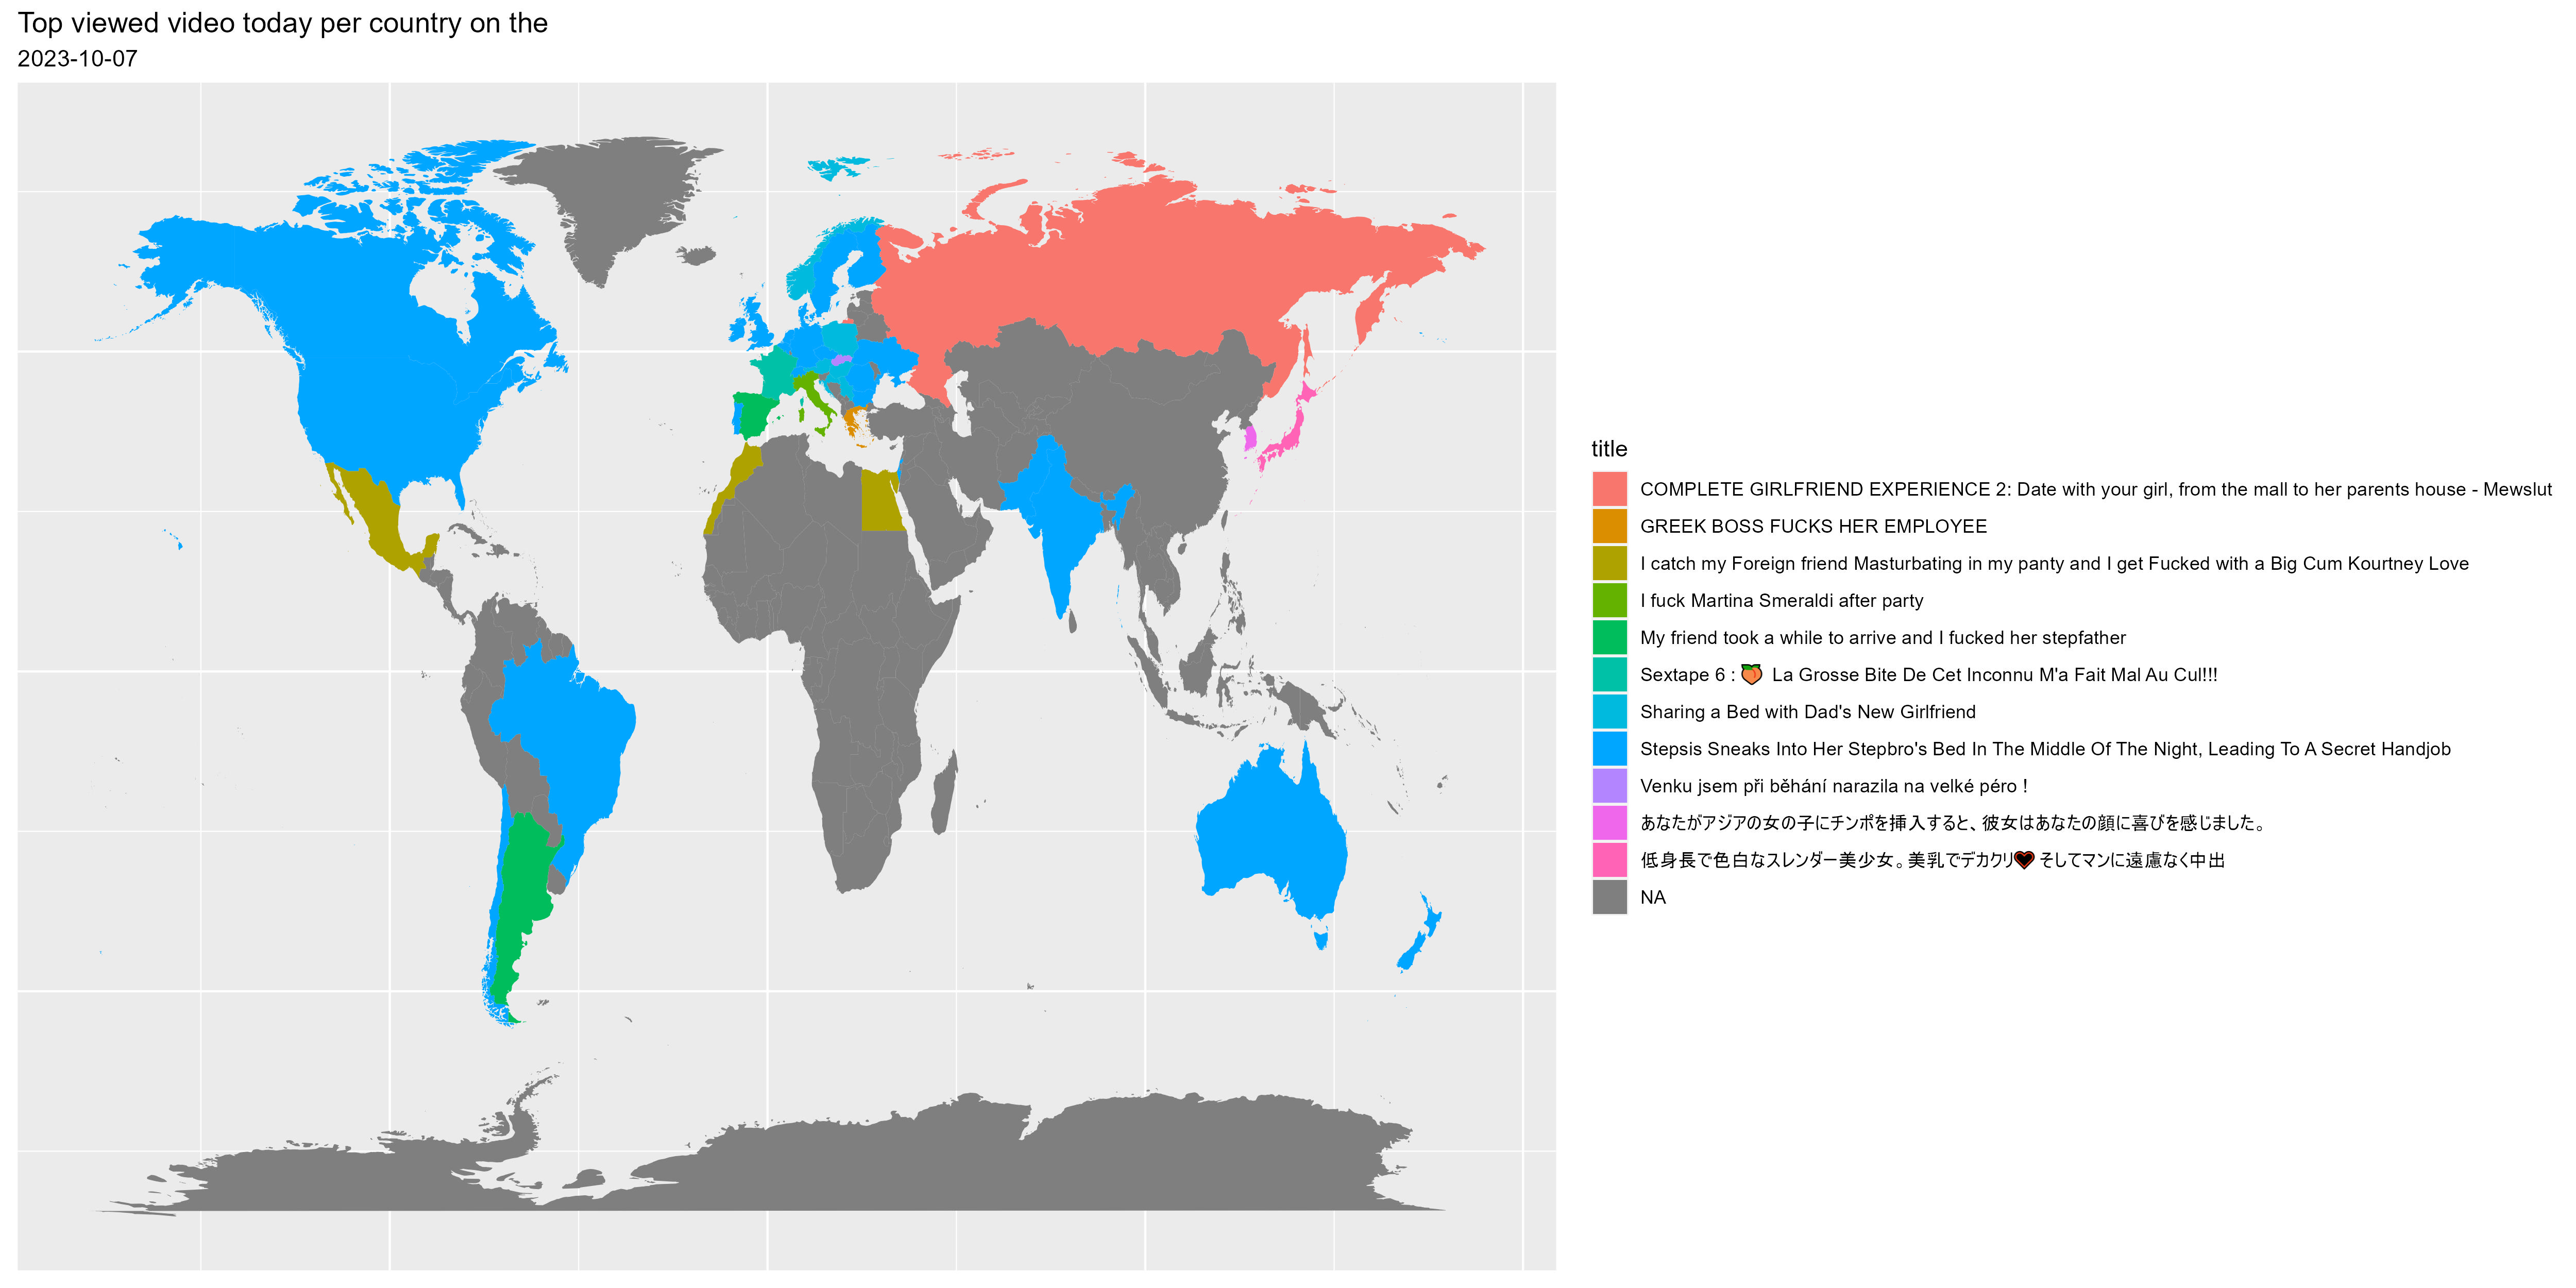 Top viewed video today per country on the
2023-10-07
title
COMPLETE GIRLFRIEND EXPERIENCE 2: Date with your girl, from the mall to her parents house - Mewslut
GREEK BOSS FUCKS HER EMPLOYEE
I catch my Foreign friend Masturbating in my panty and I get Fucked with a Big Cum Kourtney Love
I fuck Martina Smeraldi after party
My friend took a while to arrive and I fucked her stepfather
Sextape 6 : 🍑 La Grosse Bite De Cet Inconnu M'a Fait Mal Au Cul!!!
Sharing a Bed with Dad's New Girlfriend
Stepsis Sneaks Into Her Stepbro's Bed In The Middle Of The Night, Leading To A Secret Handjob
Venku jsem při běhání narazila na velké péro !
あなたがアジアの女の子にチンポを挿入すると、彼女はあなたの顔に喜びを感じました。
低身長で色白なスレンダー美少女。美乳でデカクリ🖤 そしてマンに遠慮なく中出
NA